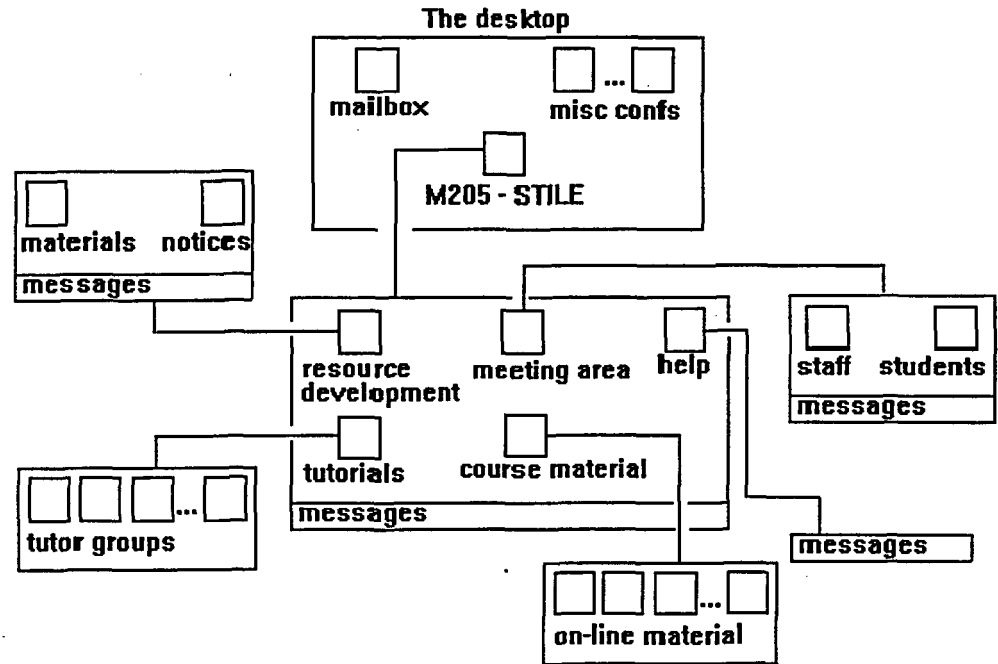 The desktop
mailbox
misc confs
M205 - STILE
materials
notices
messages
resource
development
meeting area
help
staff
students
messages
tutorials
course material
messages
tutor groups
messages
on-line material